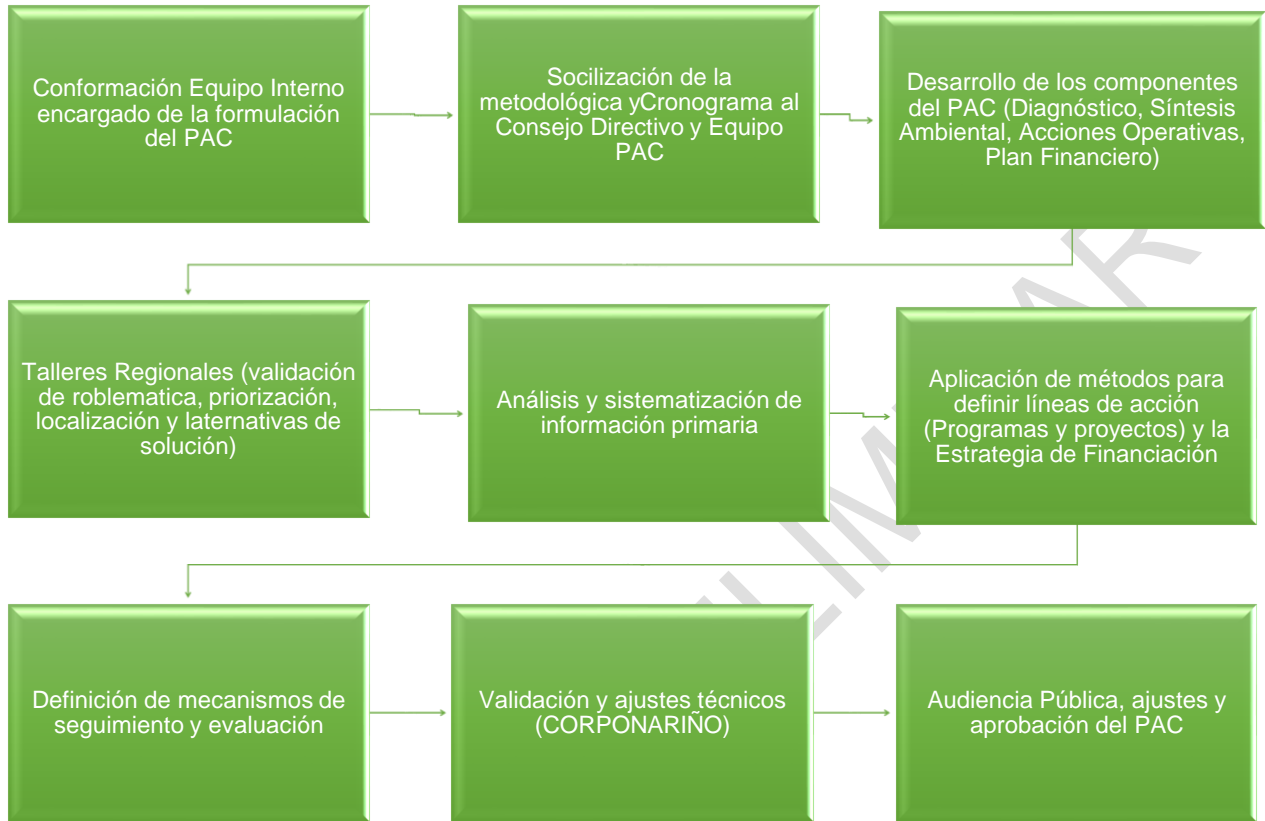 Conformación Equipo Interno
encargado de la formulación
del PAC
Socilización de la
metodológica yCronograma al
Consejo Directivo y Equipo
PAC
Desarrollo de los componentes
del PAC (Diagnóstico, Síntesis
Ambiental, Acciones Operativas,
Plan Financiero)
Talleres Regionales (validación
de roblematica, priorización,
localización y laternativas de
solución)
Análisis y sistematización de
información primaria
Aplicación de métodos para
definir líneas de acción
(Programas y proyectos) y la
Estrategia de Financiación
Definición de mecanismos de
seguimiento y evaluación
Validación y ajustes técnicos
(CORPONARIÑO)
Audiencia Pública, ajustes y
aprobación del PAC